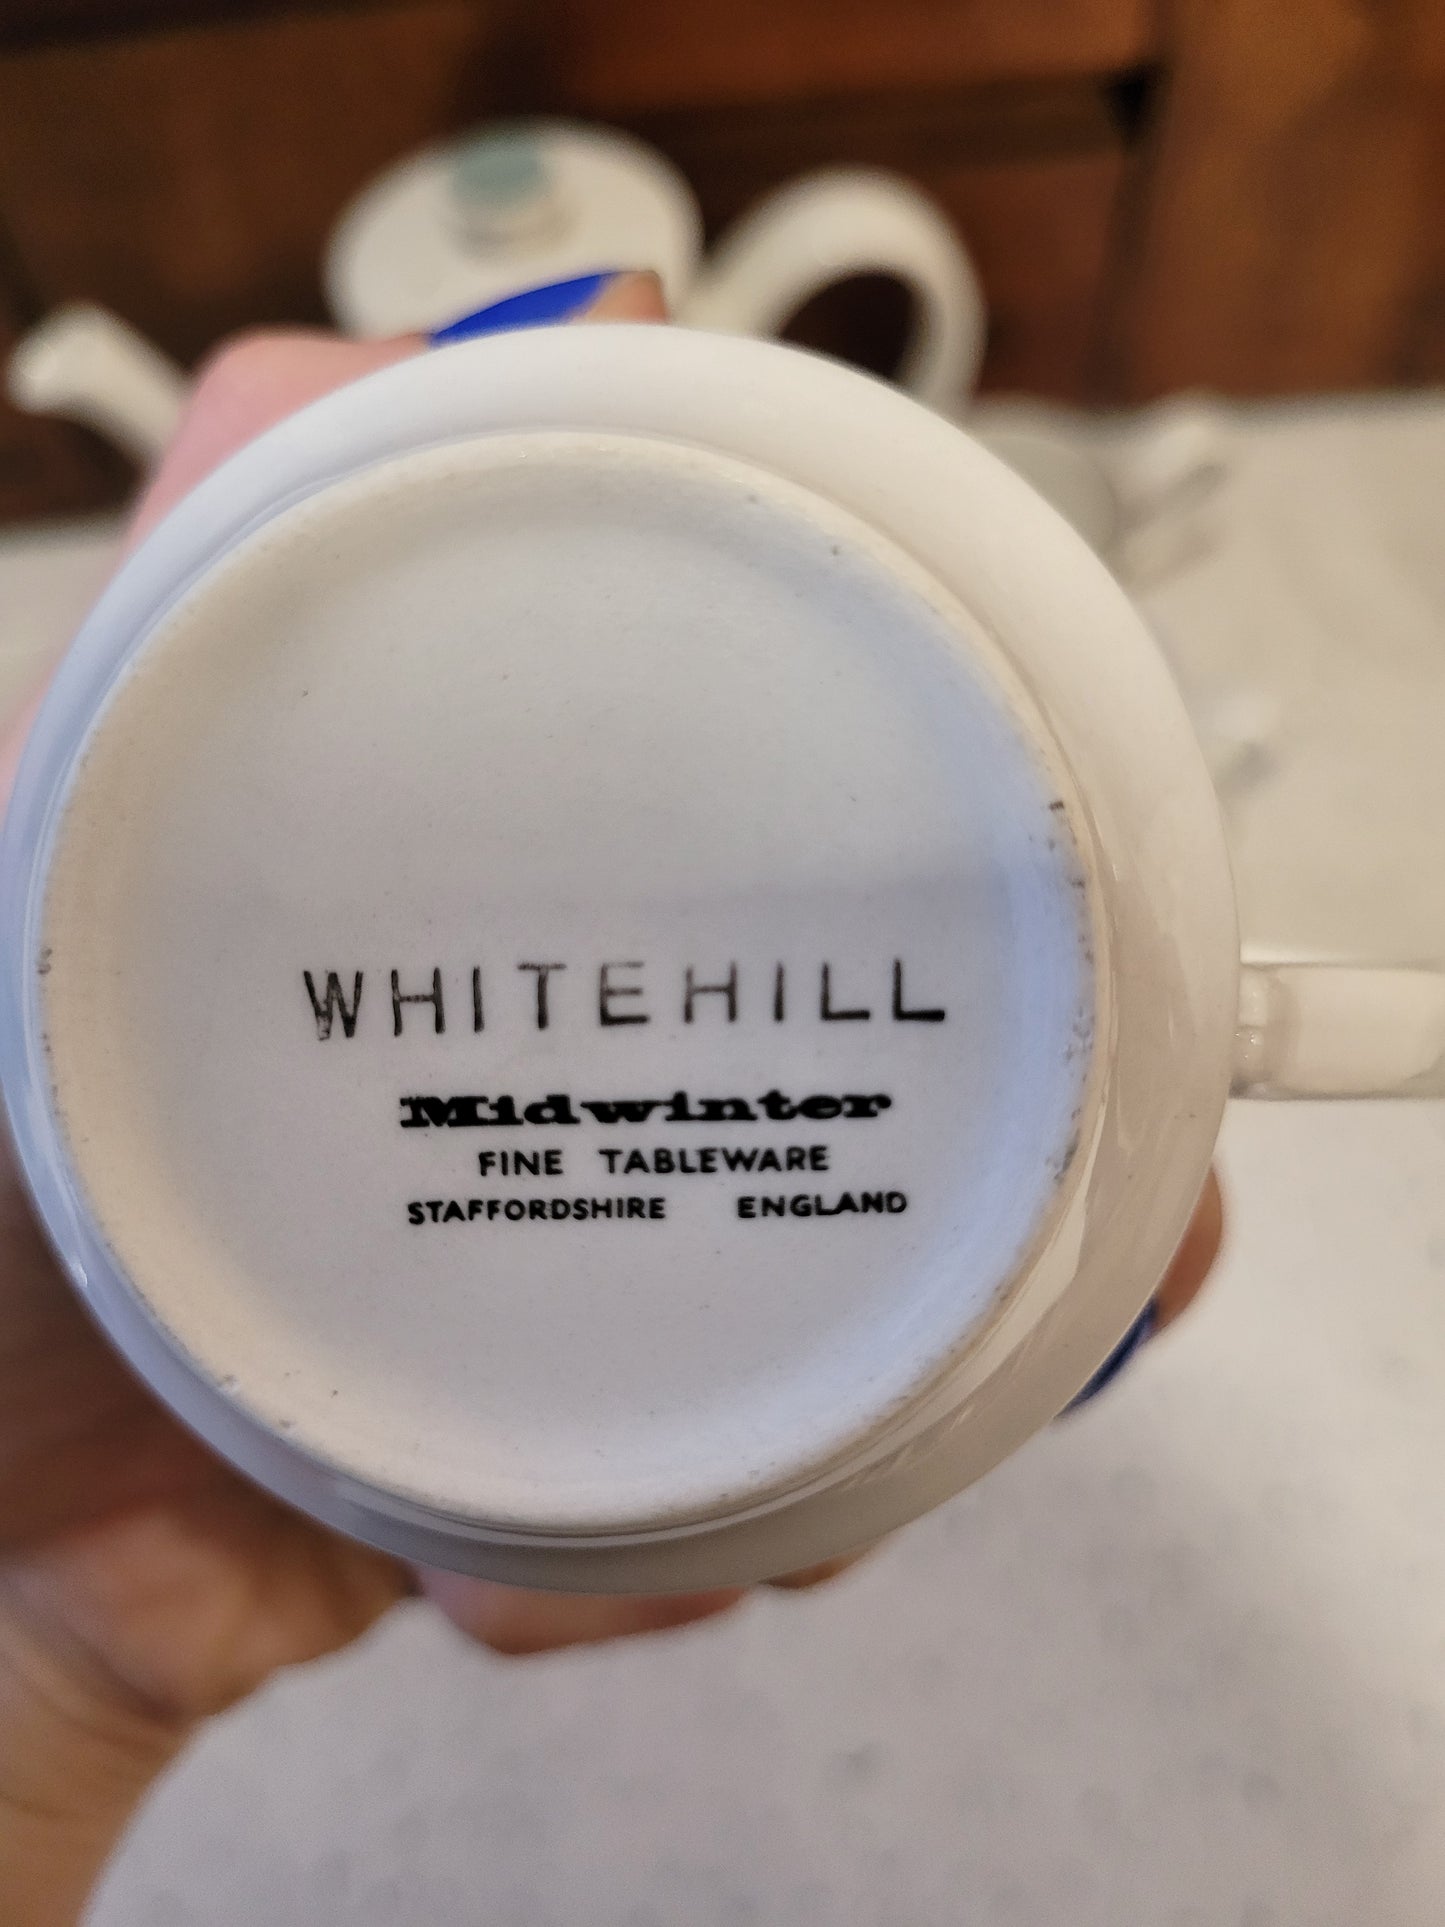 WHITEHILL
Midwinter
FINE TABLEWARE
STAFFORDSHIRE ENGLAND